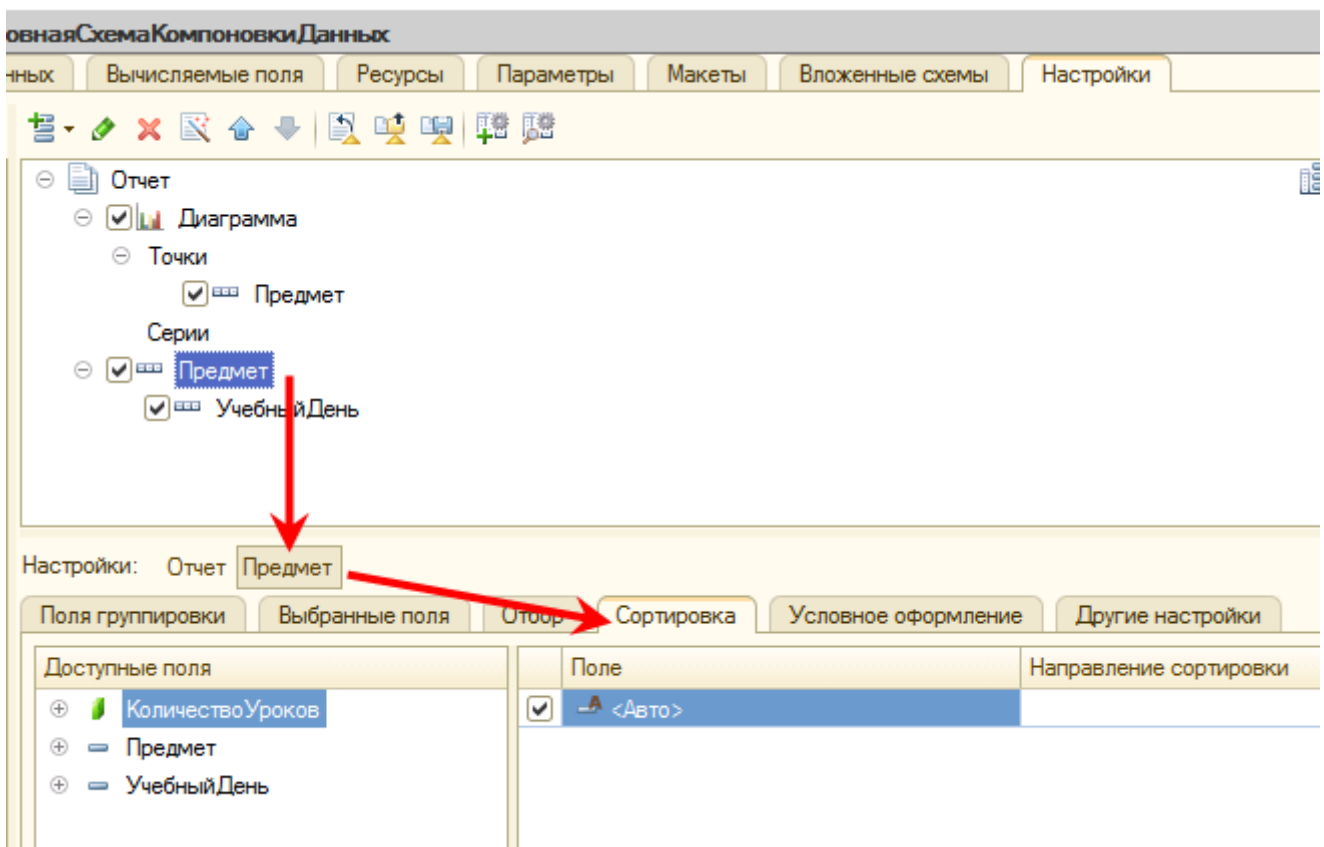 овнаяСхемаКомпоновкиДанных
нных Вычисляемые поля Ресурсы Параметры Макеты Вложенные схемы Настройки
Отчет
Диаграмма
Точки
Предмет
Серии
Предмет
УчебныйДень
Настройки: Отчет Предмет
Поля группировки Выбранные поля Отбор Сортировка Условное оформление Другие настройки
Доступные поля Поле Направление сортировки
КоличествоУроков <Авто>
Предмет
УчебныйДень